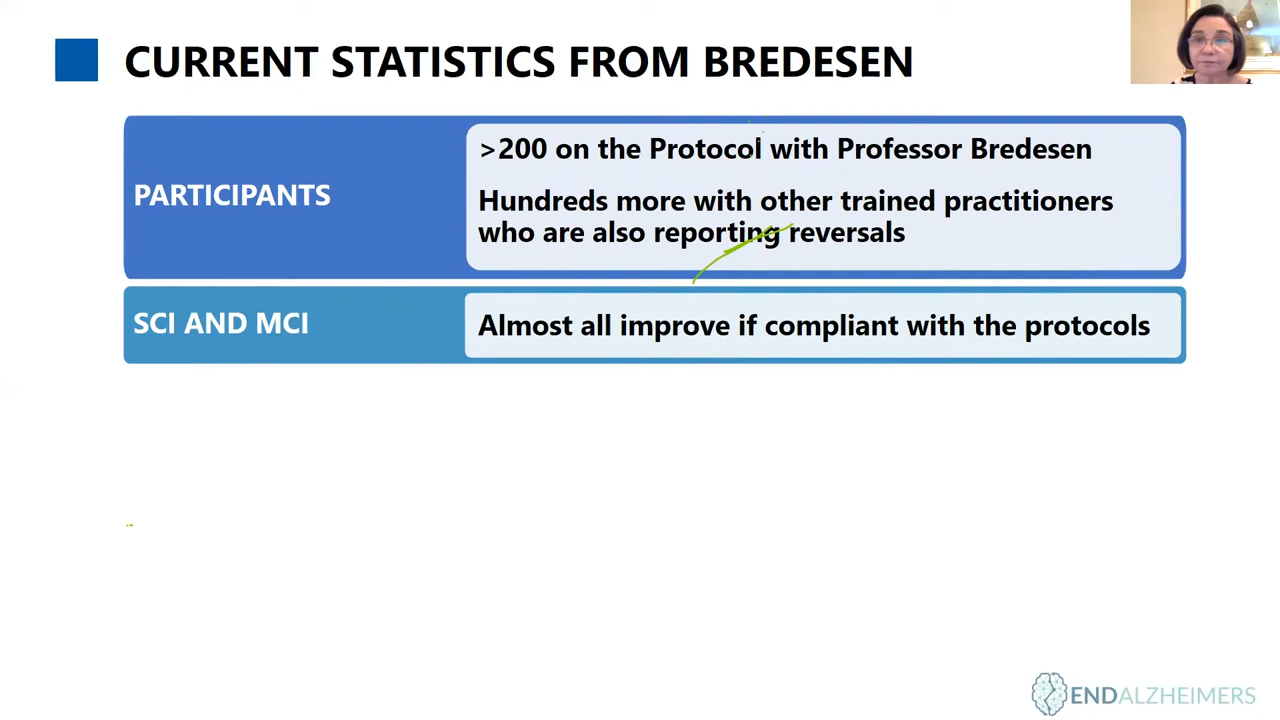 CURRENT STATISTICS FROM BREDESEN
PARTICIPANTS
>200 on the Protocol with Professor Bredesen
Hundreds more with other trained practitioners
who are also reporting reversals
SCI AND MCI
Almost all improve if compliant with the protocols
ENDALZHEIMERS